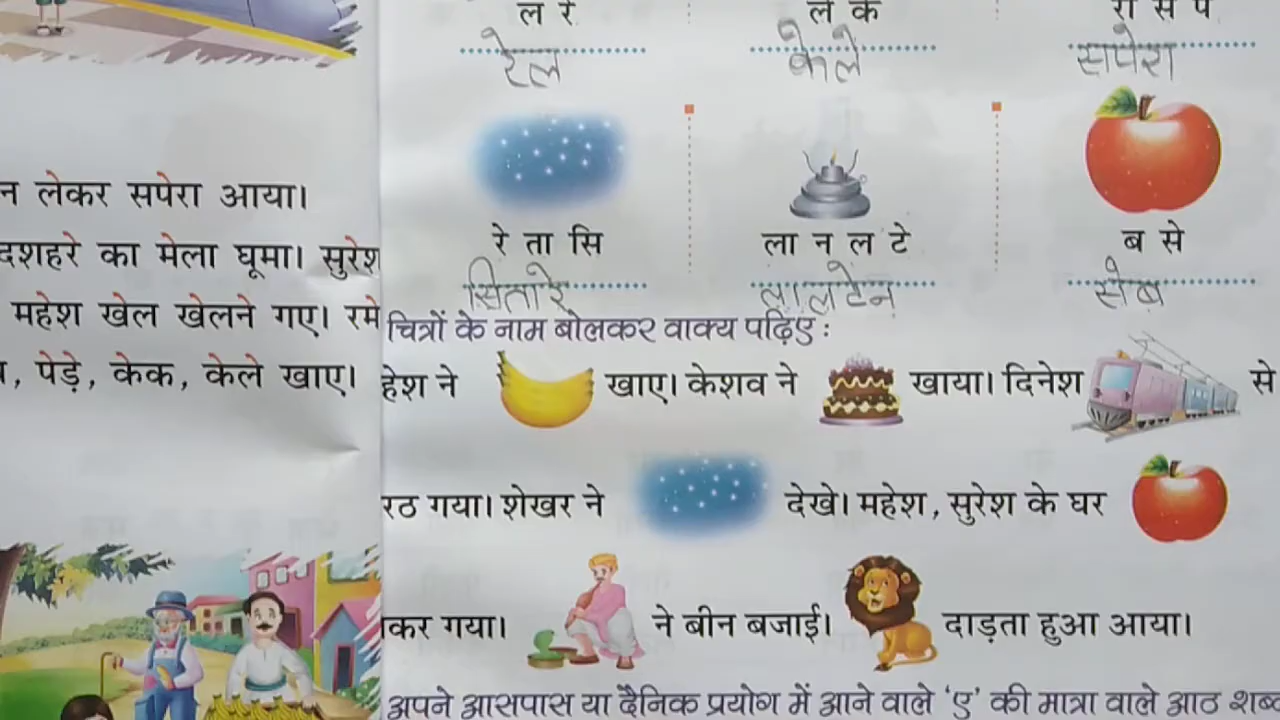 ल रे
ले क
रा स पे
रेल
केले
सपेरा
रे ता सि
ला न ल टे
ब से
सितारे
लालटेन
सेब
चित्रों के नाम बोलकर वाक्य पढ़िए :
हेश ने खाए। केशव ने खाया। दिनेश से
रठ गया। शेखर ने देखे। महेश, सुरेश के घर
कर गया। ने बीन बजाई। दाड़ता हुआ आया।
अपने आसपास या दैनिक प्रयोग में आने वाले ‘ए’ की मात्रा वाले आठ शब्द
न लेकर सपेरा आया।
दशहरे का मेला घूमा। सुरेश
महेश खेल खेलने गए। रमे
, पेड़े, केक, केले खाए।